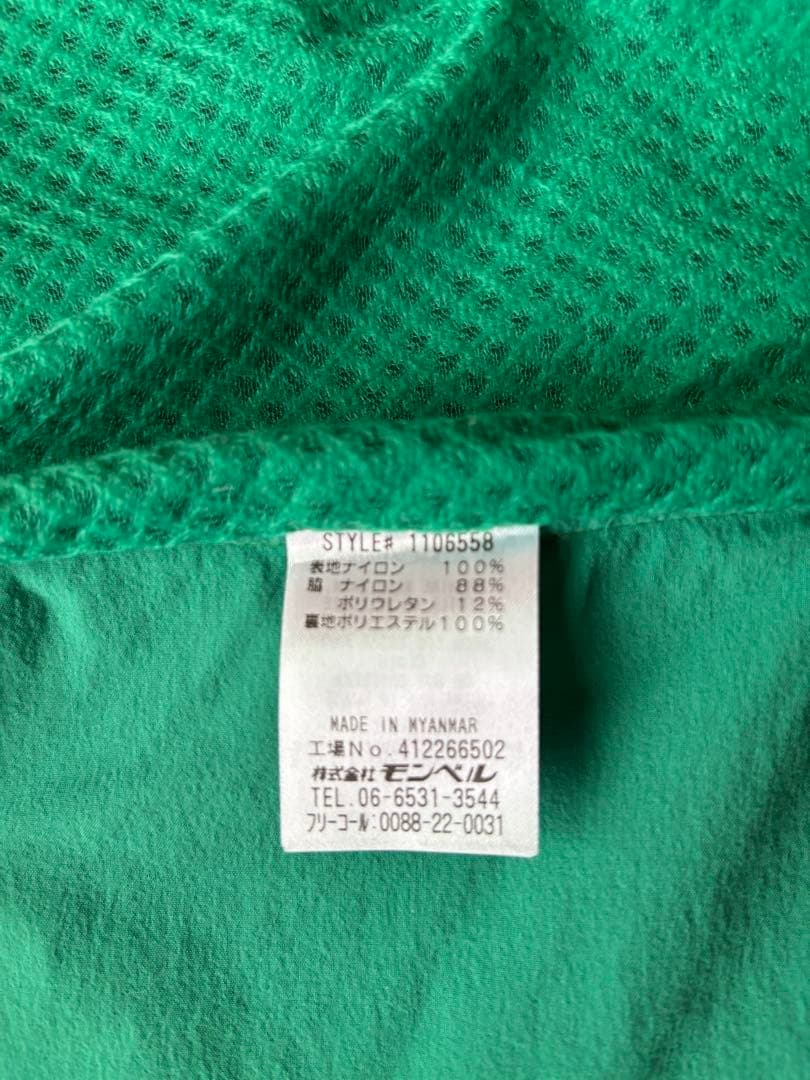 STYLE# 1106558
表地ナイロン 100%
脇 ナイロン 88%
ポリウレタン 12%
裏地ポリエステル100%
MADE IN MYANMAR
工場No.412266502
株式会社モンベル
TEL.06-6531-3544
フリーコール:0088-22-0031